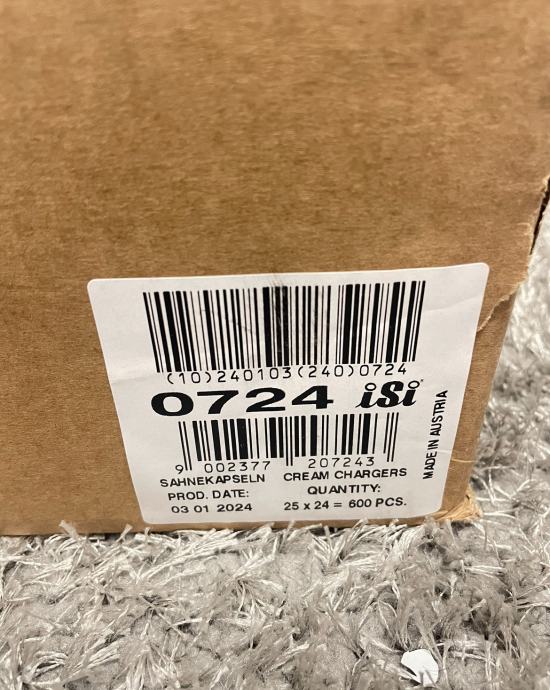 (10)240103(240)0724
0724 iSi
9 002377 207243
SAHNEKAPSELN CREAM CHARGERS
PROD. DATE: QUANTITY:
03 01 2024 25 x 24 = 600 PCS.
MADE IN AUSTRIA